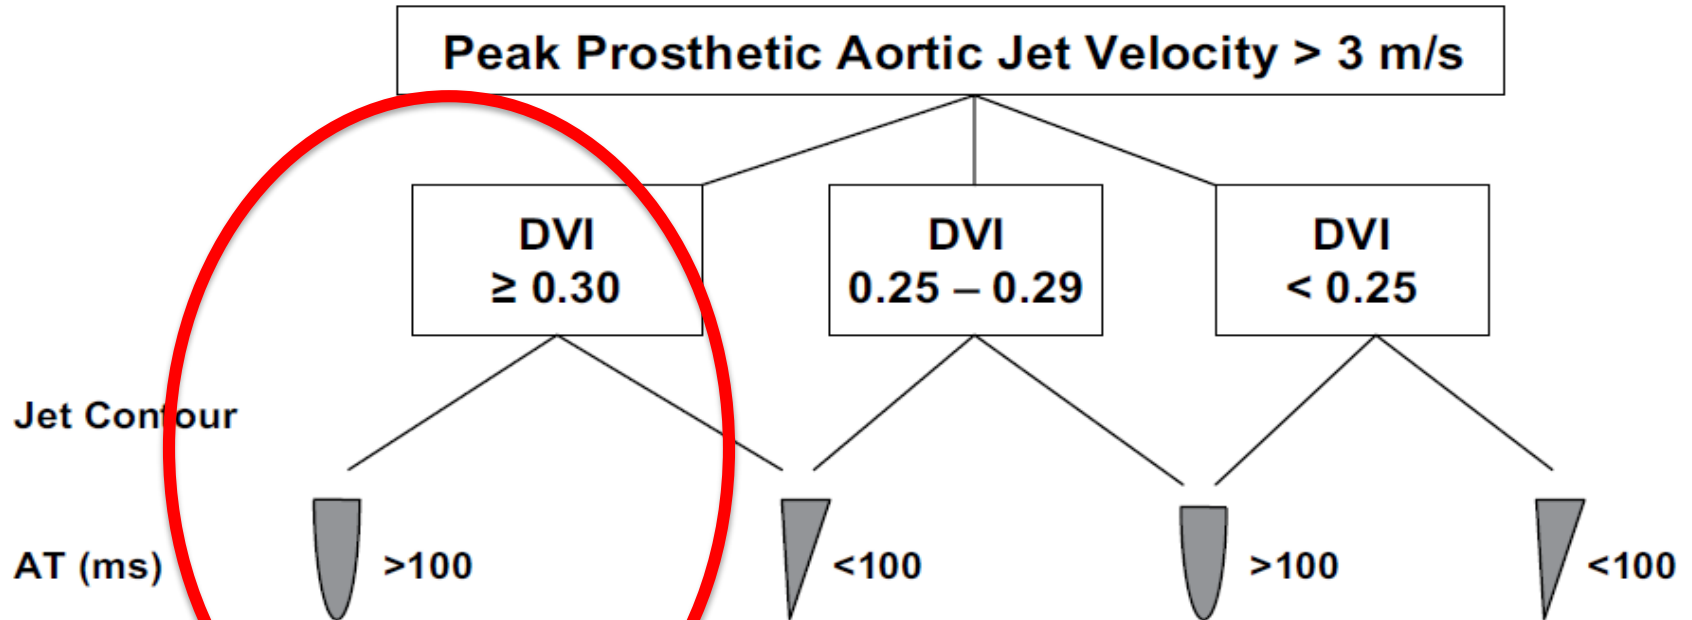 Peak Prosthetic Aortic Jet Velocity > 3 m/s
DVI
≥ 0.30
DVI
0.25 – 0.29
DVI
< 0.25
Jet Contour
AT (ms)
>100
<100
>100
<100